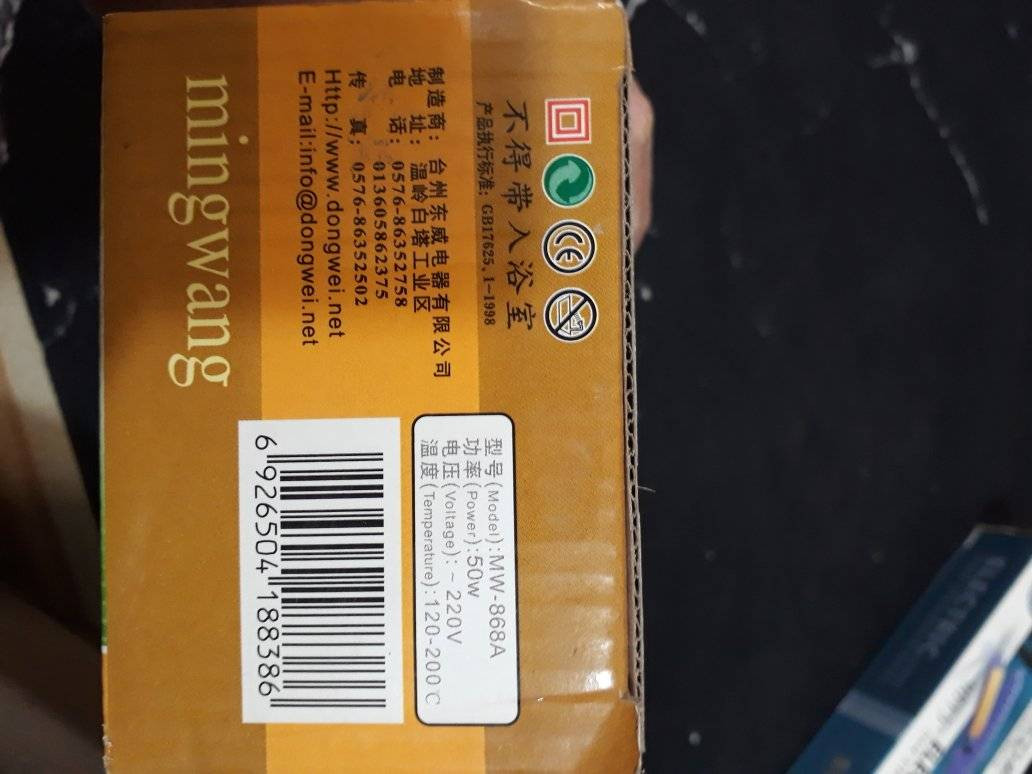 不得带入浴室
产品执行标准: GB17625.1-1998
制造商: 台州东威电器有限公司
地 址: 温岭白塔工业区
电 话: 0576-86352758
013605862375
传 真: 0576-86352502
Http://www.dongwei.net
E-mail:info@dongwei.net
mingwang
型号(Model):MW-868A
功率(Power):50W
电压(Voltage): ~ 220V
温度(Temperature):120-200℃
6 926504 188386
ELECTRIC